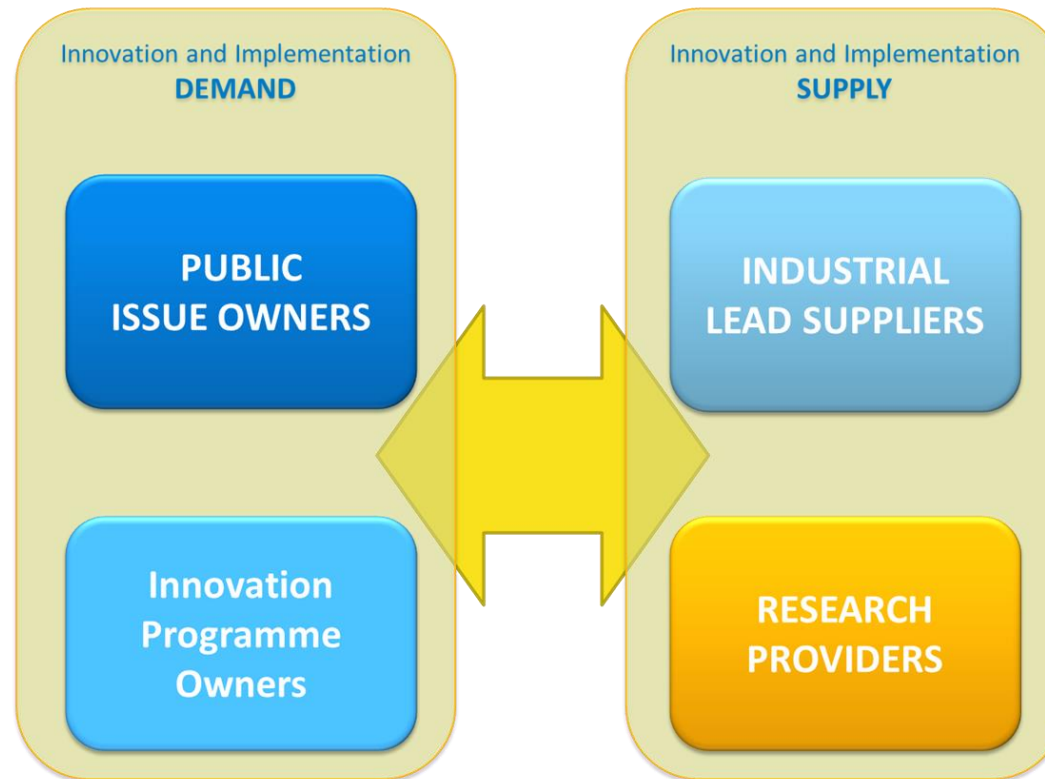 Innovation and Implementation
DEMAND
PUBLIC
ISSUE OWNERS
Innovation
Programme
Owners
Innovation and Implementation
SUPPLY
INDUSTRIAL
LEAD SUPPLIERS
RESEARCH
PROVIDERS